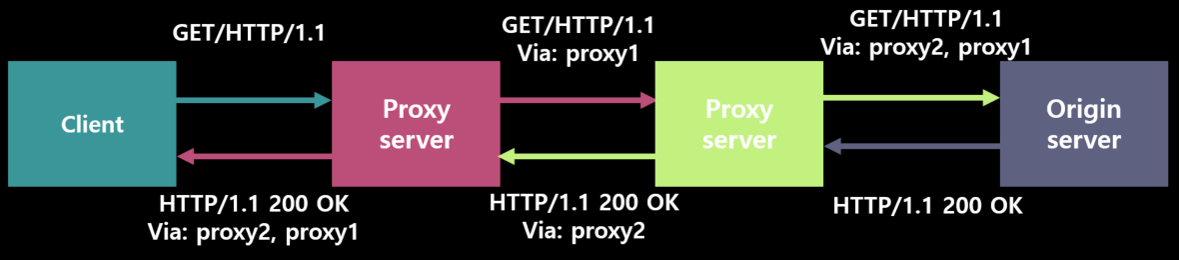 GET/HTTP/1.1
GET/HTTP/1.1
Via: proxy1
GET/HTTP/1.1
Via: proxy2, proxy1
Client
Proxy
server
Proxy
server
Origin
server
HTTP/1.1 200 OK
Via: proxy2, proxy1
HTTP/1.1 200 OK
Via: proxy2
HTTP/1.1 200 OK